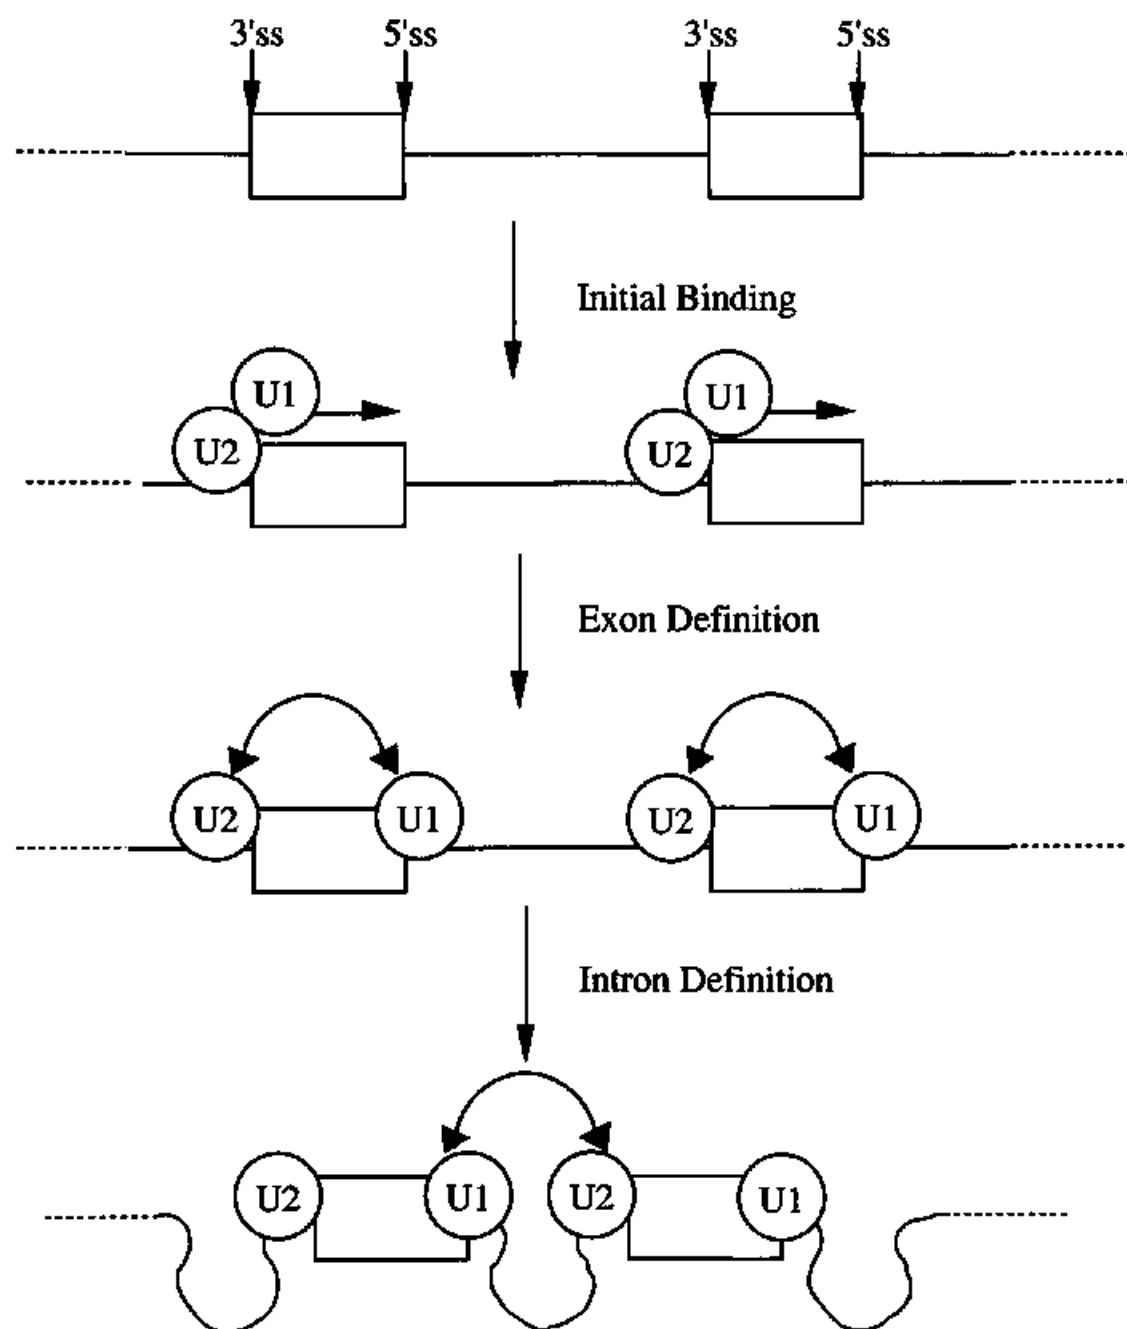 3'ss 5'ss 3'ss 5'ss
Initial Binding
U1 U1
U2 U2
Exon Definition
U2 U1 U2 U1
Intron Definition
U2 U1 U2 U1